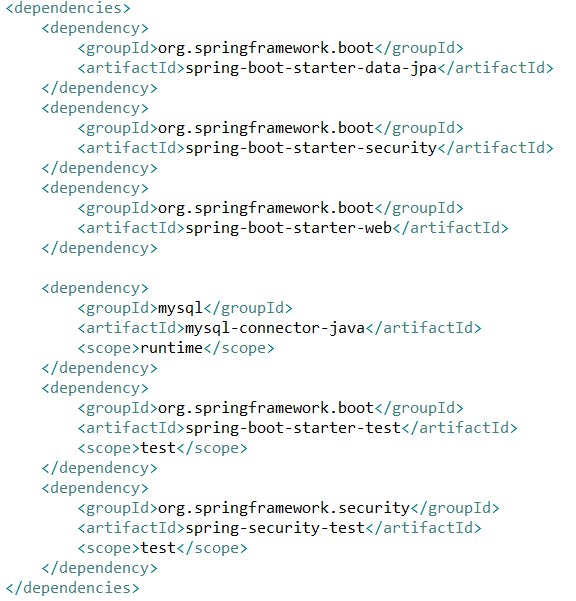 <dependencies>
    <dependency>
        <groupId>org.springframework.boot</groupId>
        <artifactId>spring-boot-starter-data-jpa</artifactId>
    </dependency>
    <dependency>
        <groupId>org.springframework.boot</groupId>
        <artifactId>spring-boot-starter-security</artifactId>
    </dependency>
    <dependency>
        <groupId>org.springframework.boot</groupId>
        <artifactId>spring-boot-starter-web</artifactId>
    </dependency>

    <dependency>
        <groupId>mysql</groupId>
        <artifactId>mysql-connector-java</artifactId>
        <scope>runtime</scope>
    </dependency>
    <dependency>
        <groupId>org.springframework.boot</groupId>
        <artifactId>spring-boot-starter-test</artifactId>
        <scope>test</scope>
    </dependency>
    <dependency>
        <groupId>org.springframework.security</groupId>
        <artifactId>spring-security-test</artifactId>
        <scope>test</scope>
    </dependency>
</dependencies>